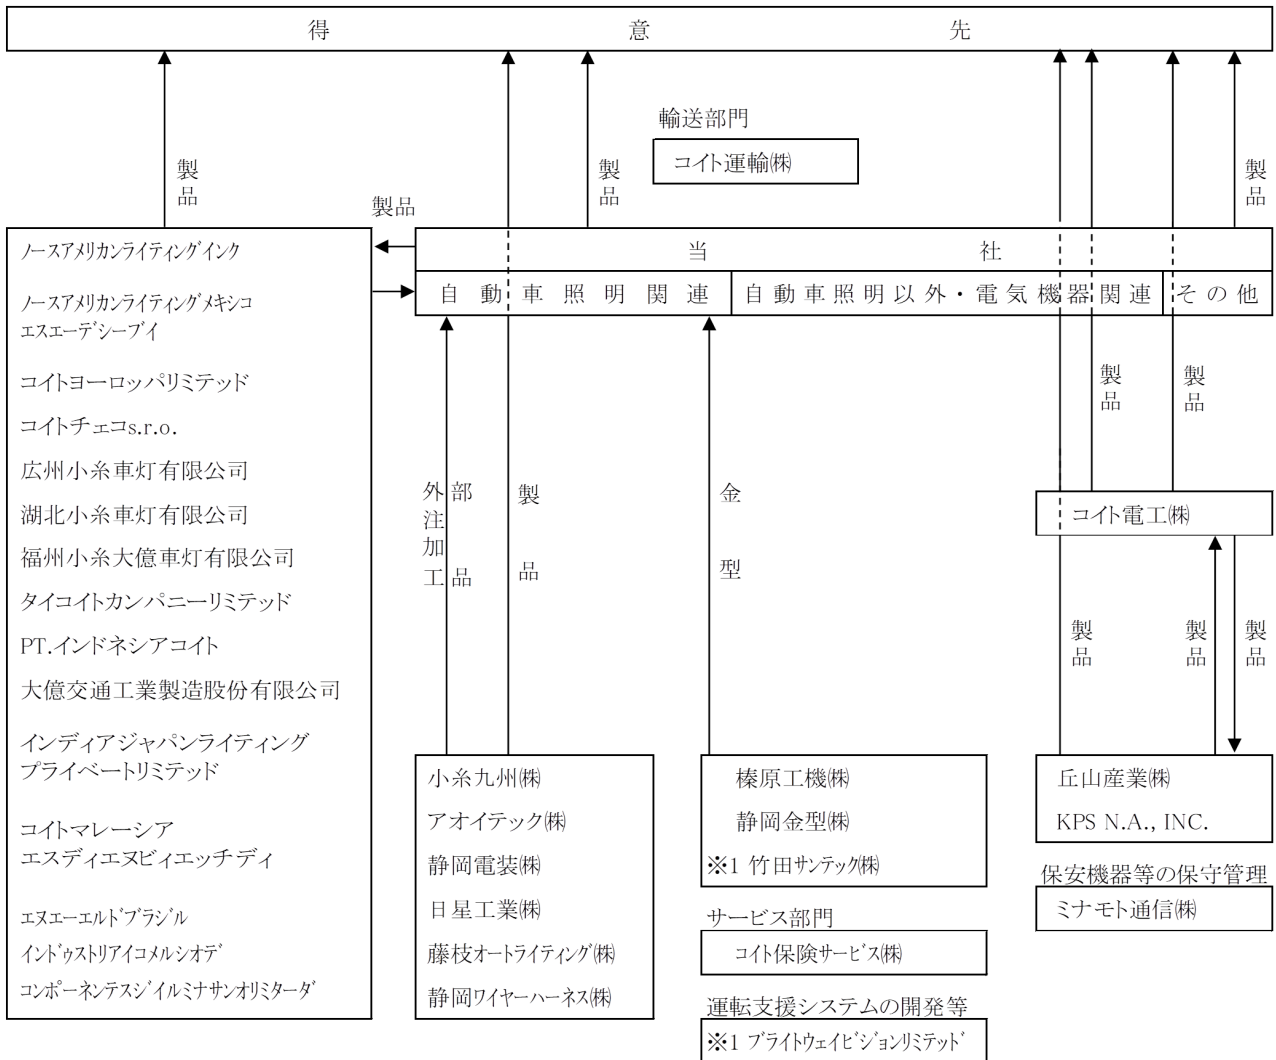 得意先
輸送部門
コイト運輸㈱
製品
製品
製品
製品
当社
自動車照明関連
自動車照明以外・電気機器関連
その他
ノースアメリカンライティングインク
ノースアメリカンライティングメキシコ
エスエーデシーブイ
コイトヨーロッパリミテッド
コイトチェコs.r.o.
広州小糸車灯有限公司
湖北小糸車灯有限公司
福州小糸大億車灯有限公司
タイコイトカンパニーリミテッド
PT.インドネシアコイト
大億交通工業製造股份有限公司
インディアジャパンライティング
プライベートリミテッド
コイトマレーシア
エスディエヌビィエッチディ
エヌエーエルドブラジル
インドゥストリアイコメルシオデ
コンポーネンテスジイルミナサンオリミターダ
外注加工
部品
製品
金型
製品
製品
コイト電工㈱
製品
製品
製品
小糸九州㈱
アオイテック㈱
静岡電装㈱
日星工業㈱
藤枝オートライティング㈱
静岡ワイヤーハーネス㈱
榛原工機㈱
静岡金型㈱
※1 竹田サンテック㈱
サービス部門
コイト保険サービス㈱
運転支援システムの開発等
※1 ブライトウェイビジョンリミテッド
丘山産業㈱
KPS N.A., INC.
保安機器等の保守管理
ミナモト通信㈱